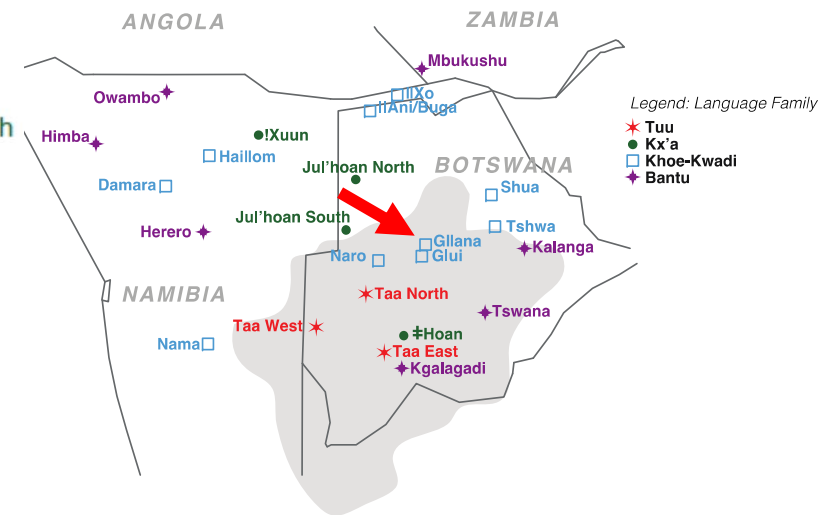 ANGOLA
ZAMBIA
Mbukushu
Owambo
llXo
llAni/Buga
Legend: Language Family
Tuu
Kx'a
Khoe-Kwadi
Bantu
h
Himba
!Xuun
Haillom
Jul'hoan North
BOTSWANA
Damara
Shua
Jul'hoan South
Herero
Tshwa
Gllana
Kalanga
Naro
Glui
NAMIBIA
Taa North
Tswana
Taa West
ǂHoan
Nama
Taa East
Kgalagadi